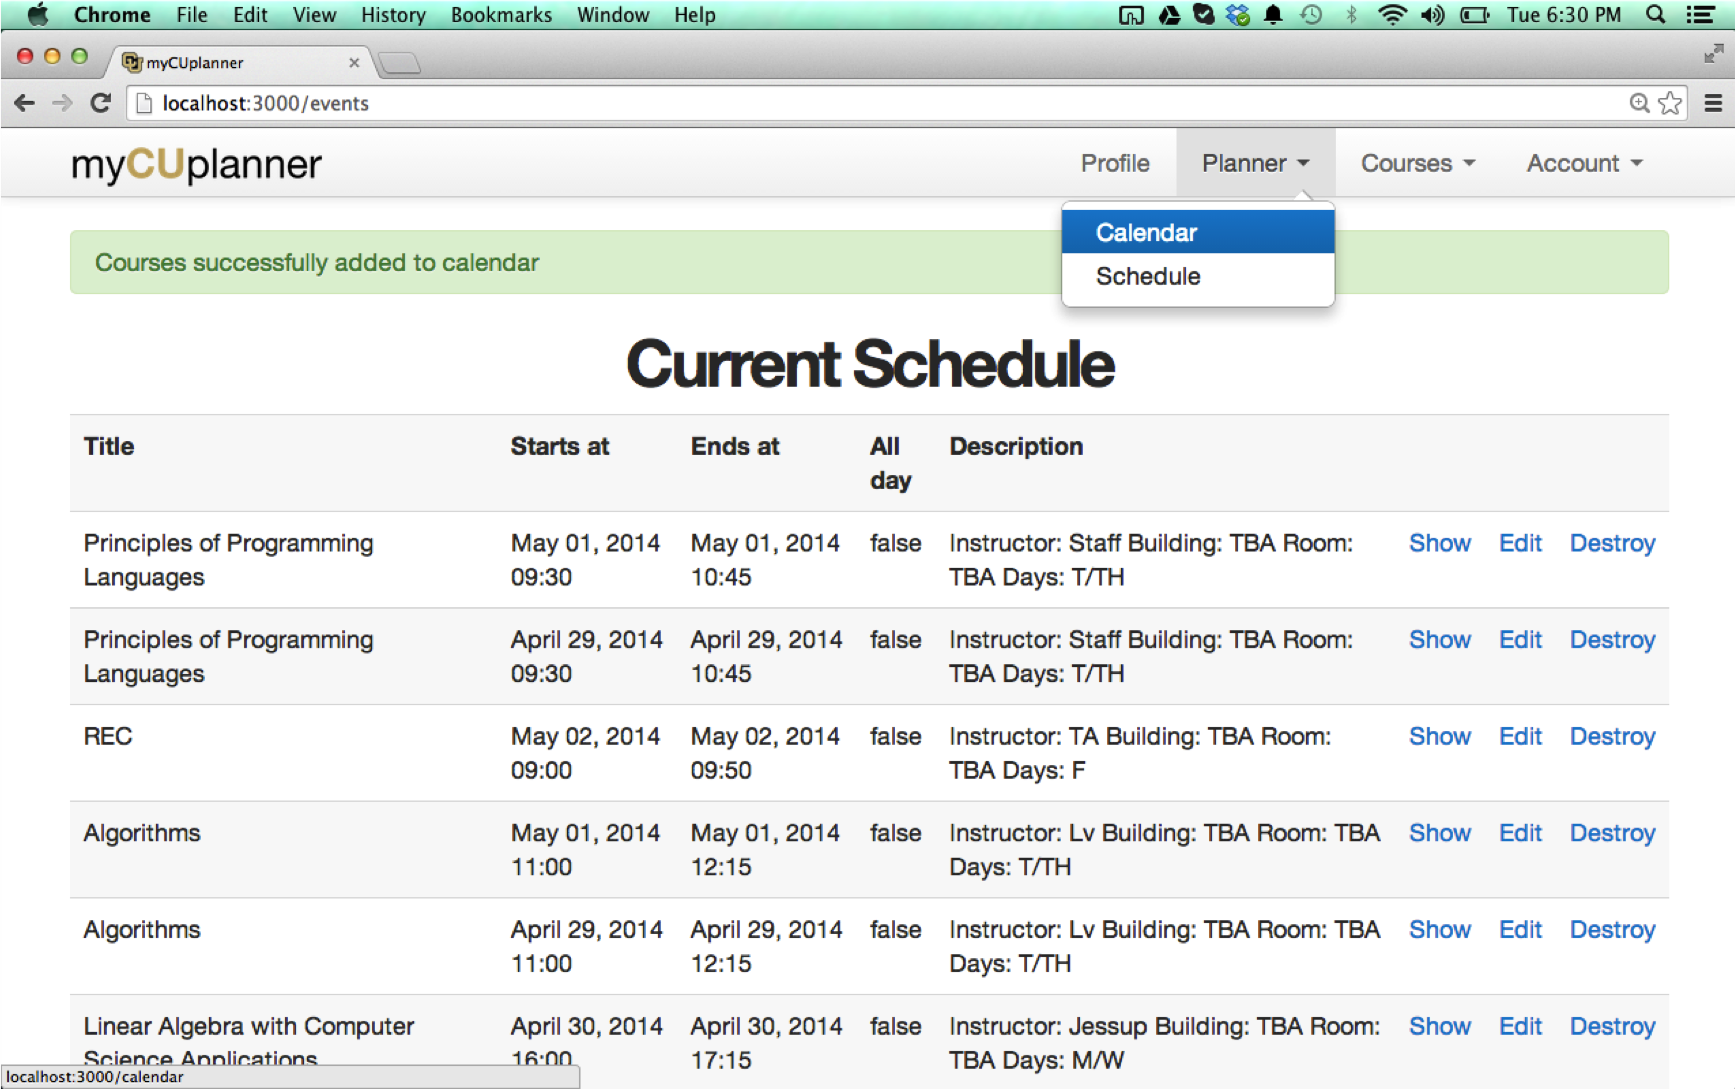 Chrome File Edit View History Bookmarks Window Help Tue 6:30 PM
myCUplanner
localhost:3000/events
myCUplanner Profile Planner Courses Account
Calendar
Schedule
Courses successfully added to calendar
Current Schedule
Title Starts at Ends at All day Description
Principles of Programming Languages May 01, 2014 09:30 May 01, 2014 10:45 false Instructor: Staff Building: TBA Room: TBA Days: T/TH Show Edit Destroy
Principles of Programming Languages April 29, 2014 09:30 April 29, 2014 10:45 false Instructor: Staff Building: TBA Room: TBA Days: T/TH Show Edit Destroy
REC May 02, 2014 09:00 May 02, 2014 09:50 false Instructor: TA Building: TBA Room: TBA Days: F Show Edit Destroy
Algorithms May 01, 2014 11:00 May 01, 2014 12:15 false Instructor: Lv Building: TBA Room: TBA Days: T/TH Show Edit Destroy
Algorithms April 29, 2014 11:00 April 29, 2014 12:15 false Instructor: Lv Building: TBA Room: TBA Days: T/TH Show Edit Destroy
Linear Algebra with Computer Science Applications April 30, 2014 16:00 April 30, 2014 17:15 false Instructor: Jessup Building: TBA Room: TBA Days: M/W Show Edit Destroy
localhost:3000/calendar